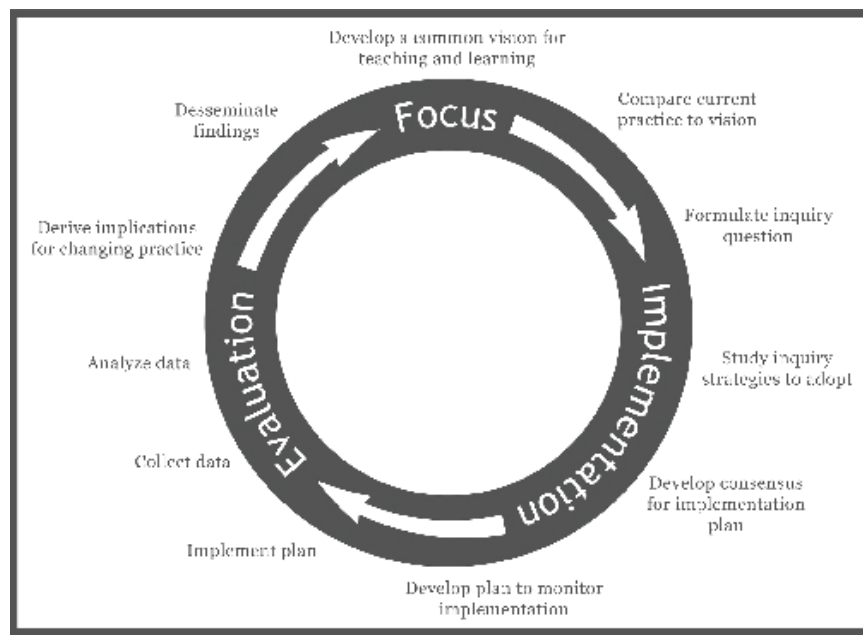 Develop a common vision for
teaching and learning
Focus
Compare current
practice to vision
Formulate inquiry
question
Implementation
Study inquiry
strategies to adopt
Develop consensus
for implementation
plan
Develop plan to monitor
implementation
Implement plan
Collect data
Evaluation
Analyze data
Derive implications
for changing practice
Desseminate
findings